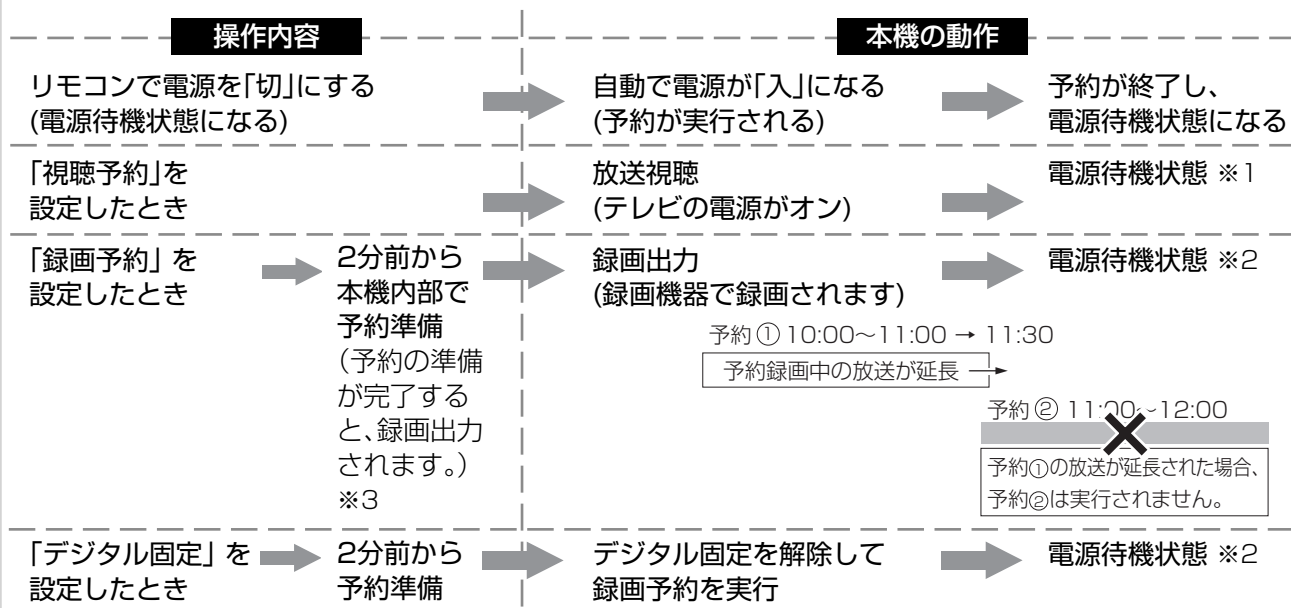 操作内容
本機の動作
リモコンで電源を「切」にする
(電源待機状態になる)
自動で電源が「入」になる
(予約が実行される)
予約が終了し、
電源待機状態になる
「視聴予約」を
設定したとき
放送視聴
(テレビの電源がオン)
電源待機状態 ※1
「録画予約」を
設定したとき
2分前から
本機内部で
予約準備
(予約の準備
が完了する
と、録画出力
されます。)
※3
録画出力
(録画機器で録画されます)
電源待機状態 ※2
予約① 10:00〜11:00 → 11:30
予約録画中の放送が延長 →
予約② 11:00〜12:00
予約①の放送が延長された場合、
予約②は実行されません。
「デジタル固定」を
設定したとき
2分前から
予約準備
デジタル固定を解除して
録画予約を実行
電源待機状態 ※2